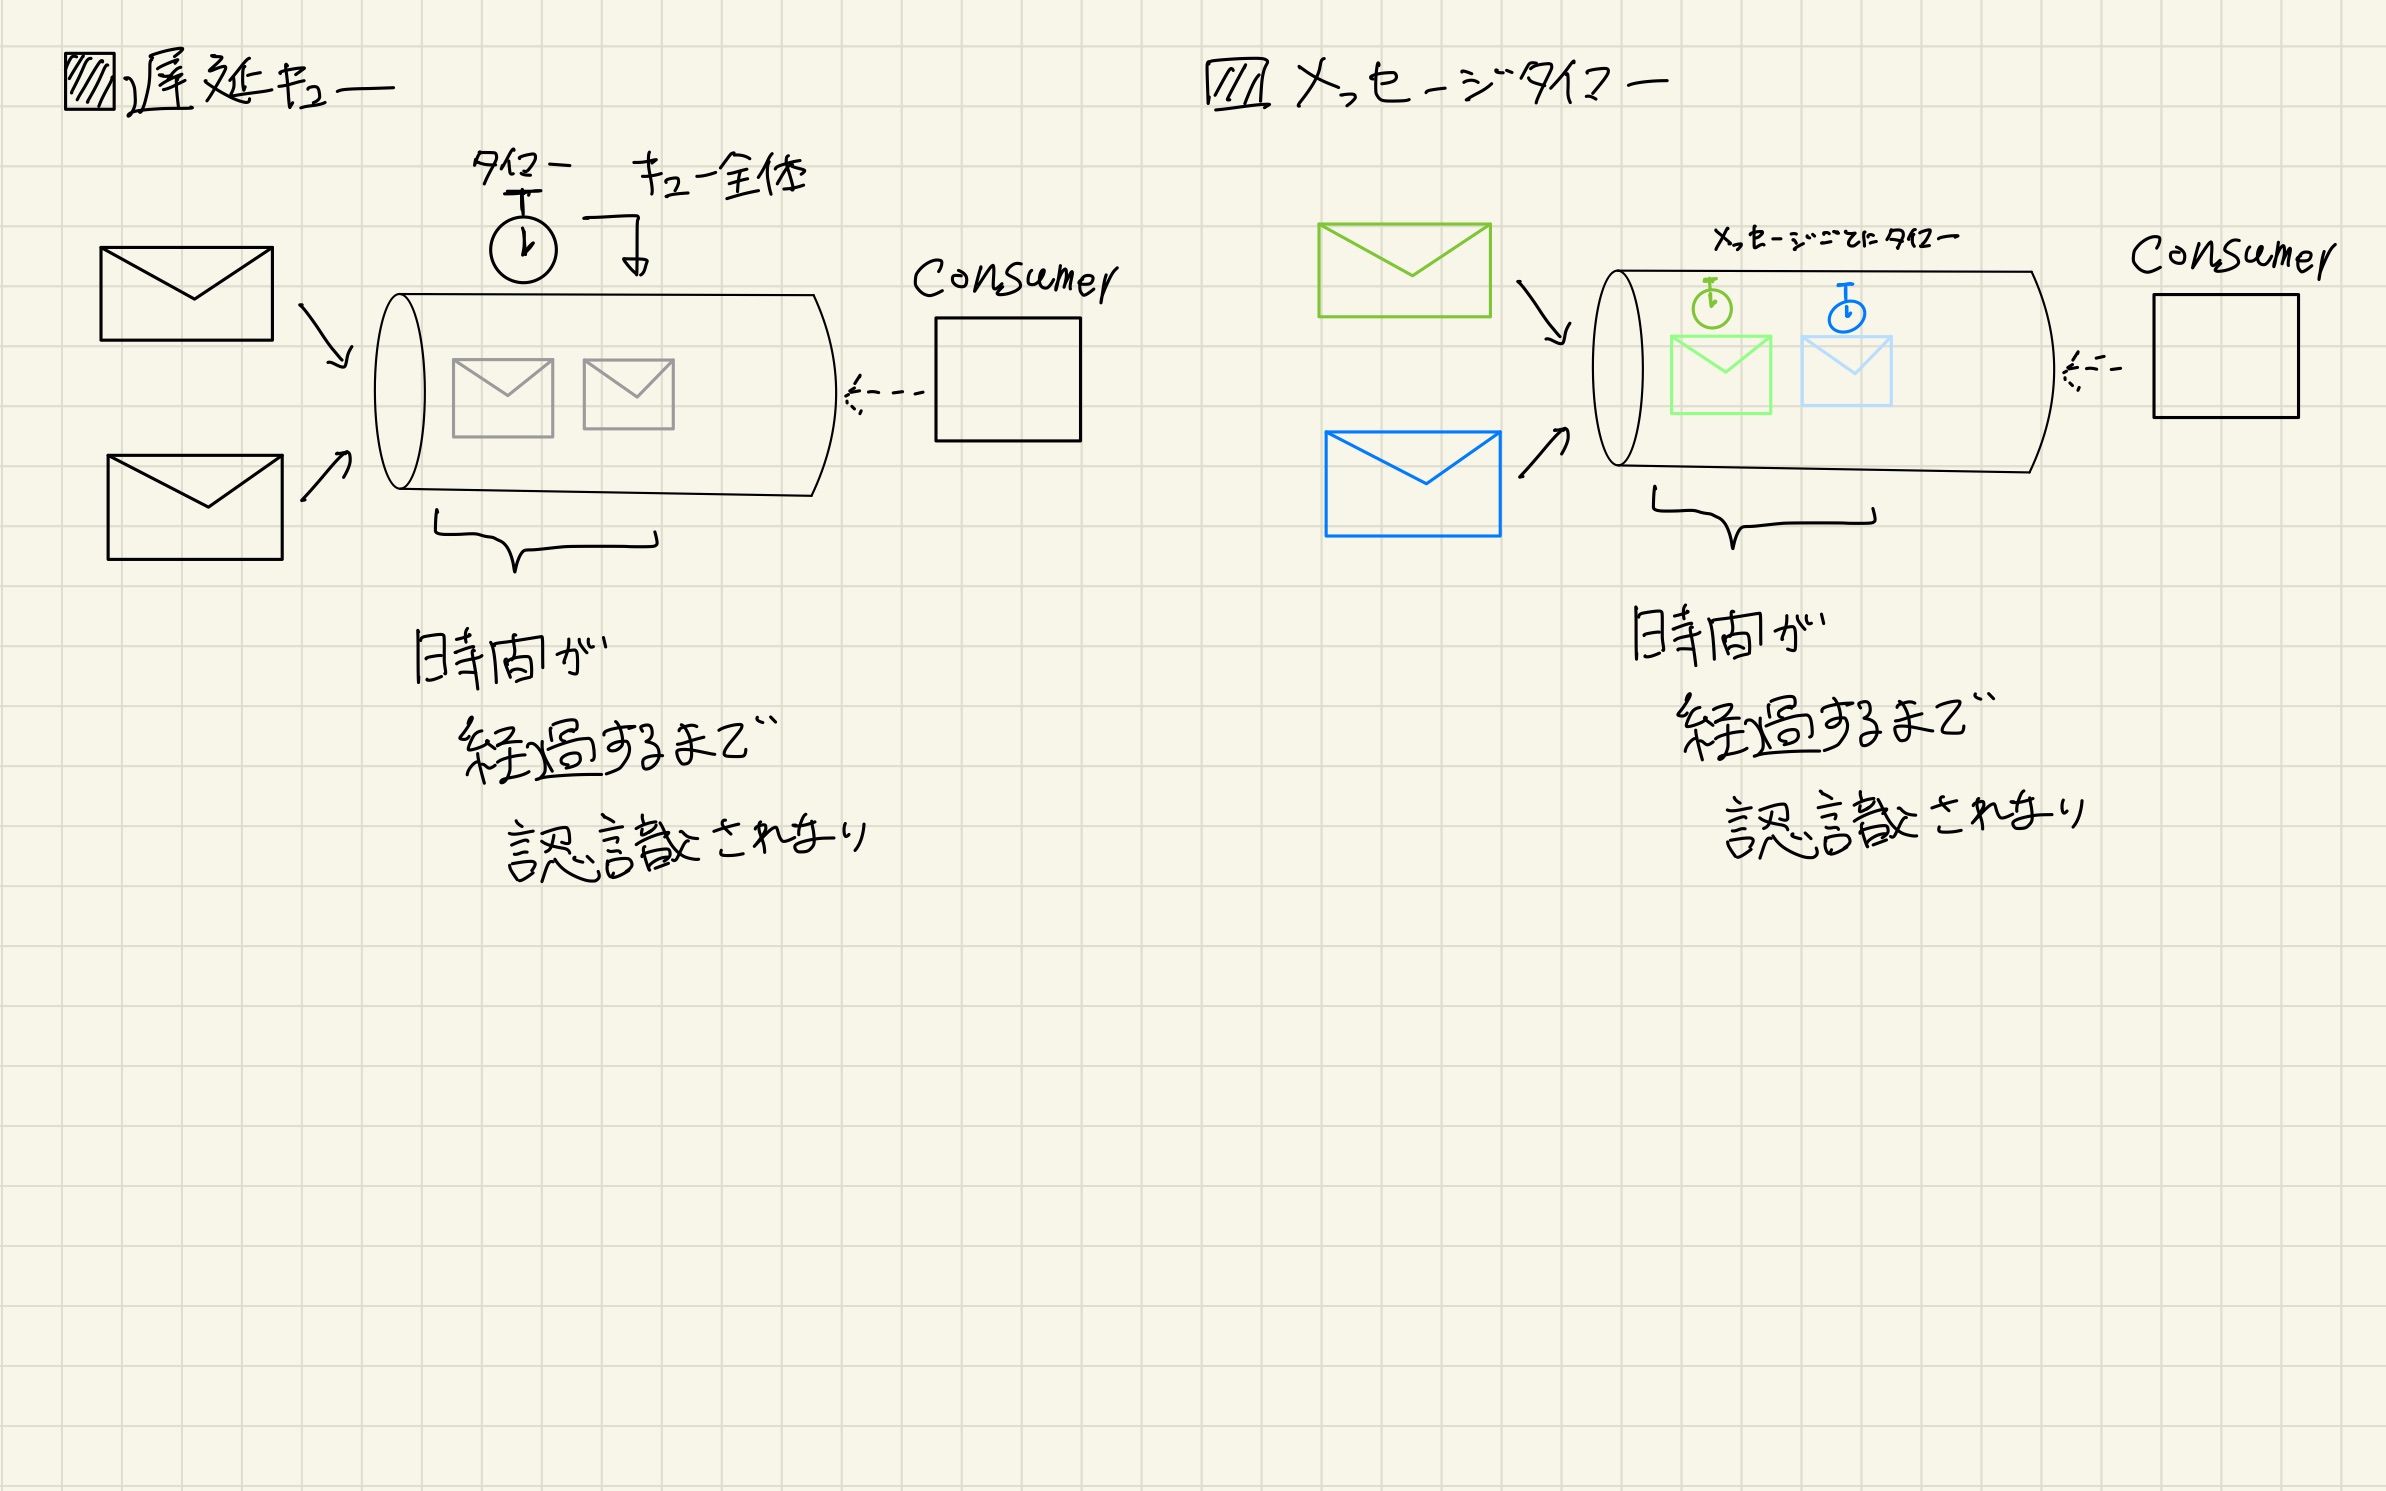 遅延キュー
タイマー
キュー全体
Consumer
時間が
経過するまで
認識されない
メッセージタイマー
メッセージごとにタイマー
Consumer
時間が
経過するまで
認識されない